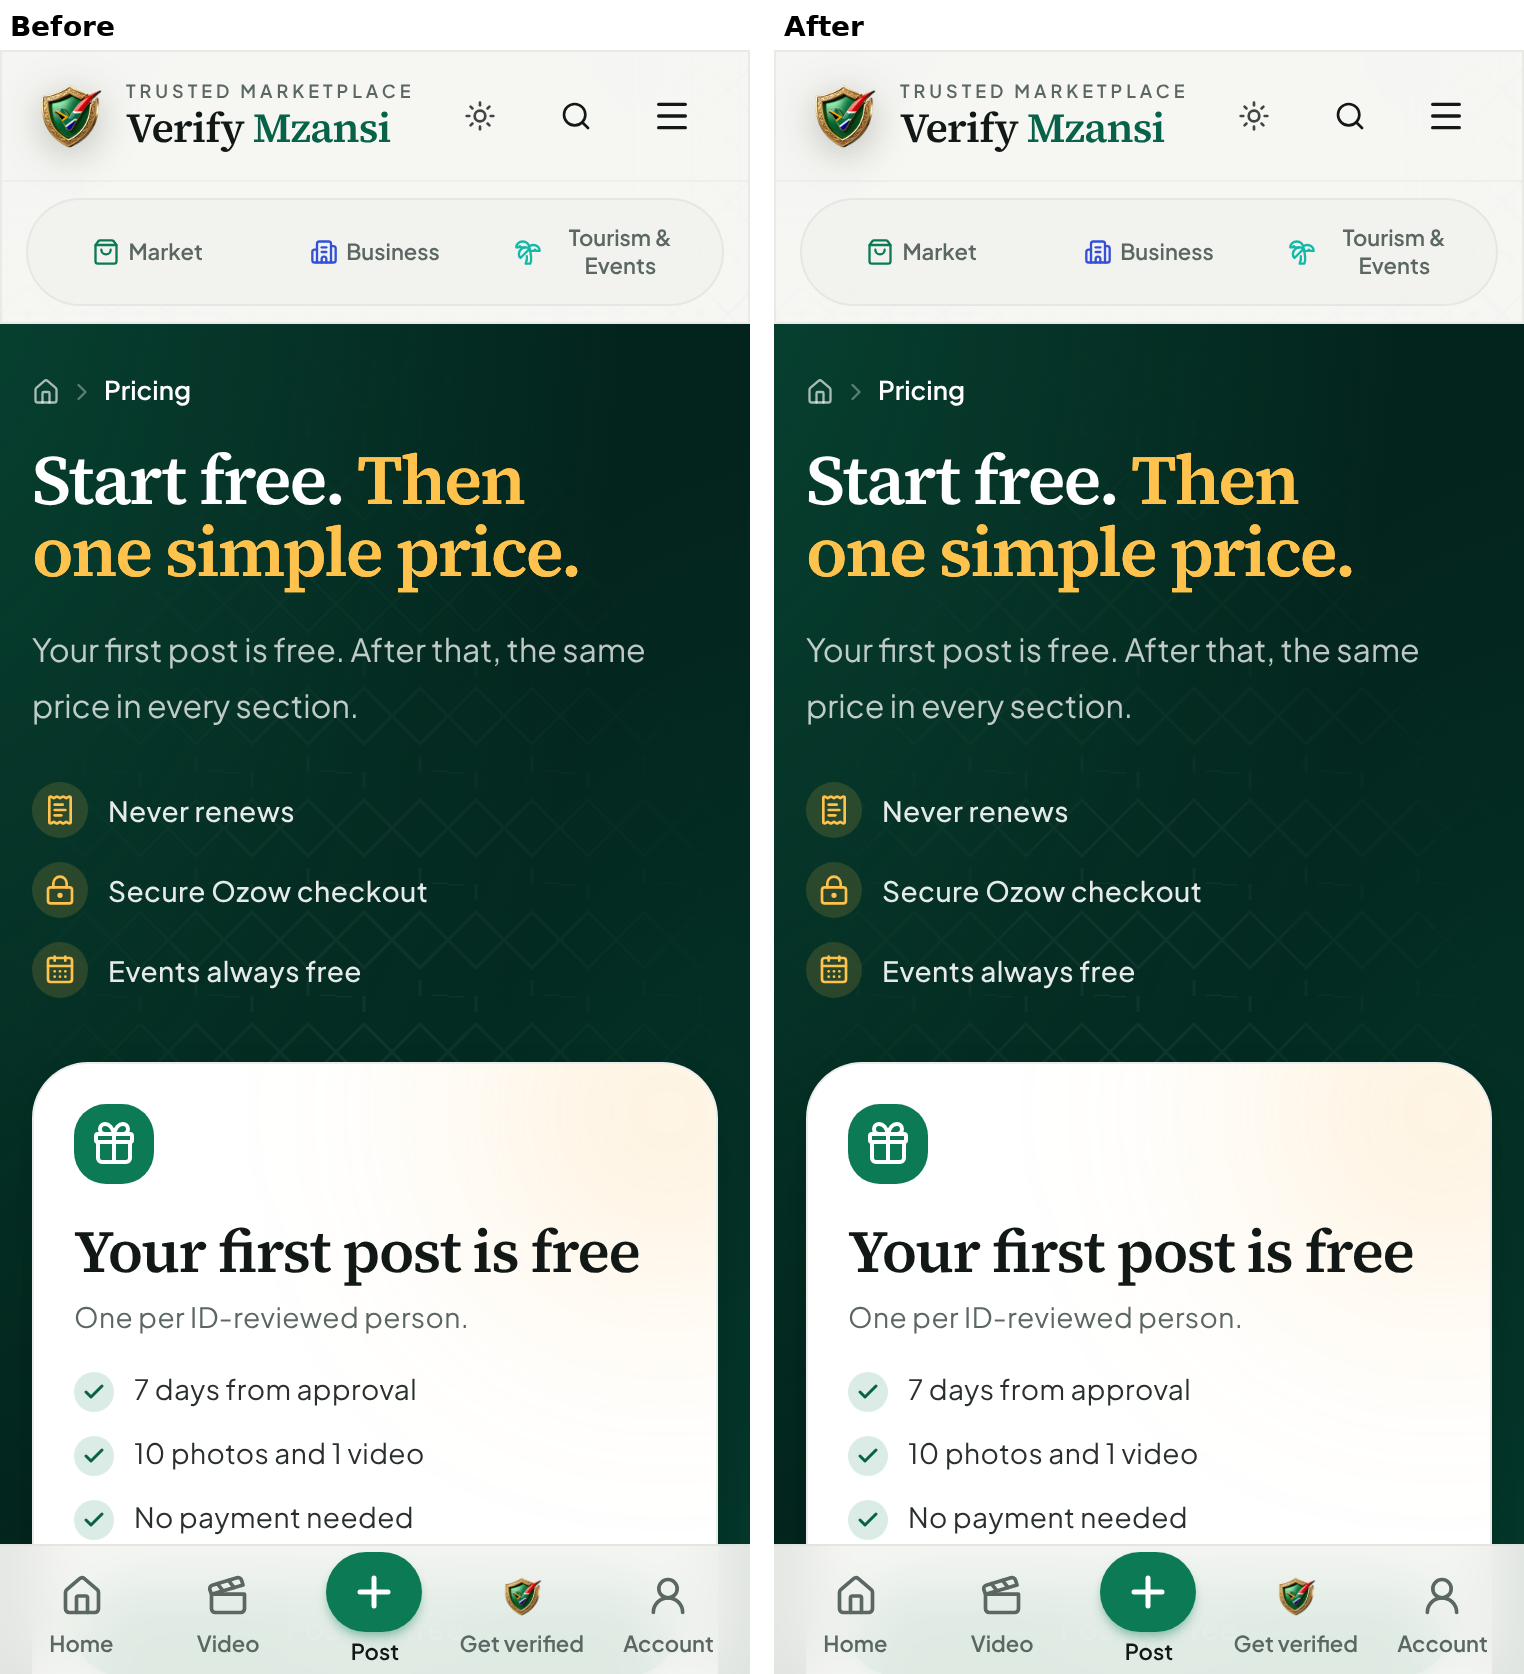 Before
TRUSTED MARKETPLACE
Verify Mzansi
Market
Business
Tourism &
Events
Pricing
Start free. Then
one simple price.
Your first post is free. After that, the same
price in every section.
Never renews
Secure Ozow checkout
Events always free
Your first post is free
One per ID-reviewed person.
7 days from approval
10 photos and 1 video
No payment needed
Home
Video
Post
Get verified
Account
After
TRUSTED MARKETPLACE
Verify Mzansi
Market
Business
Tourism &
Events
Pricing
Start free. Then
one simple price.
Your first post is free. After that, the same
price in every section.
Never renews
Secure Ozow checkout
Events always free
Your first post is free
One per ID-reviewed person.
7 days from approval
10 photos and 1 video
No payment needed
Home
Video
Post
Get verified
Account